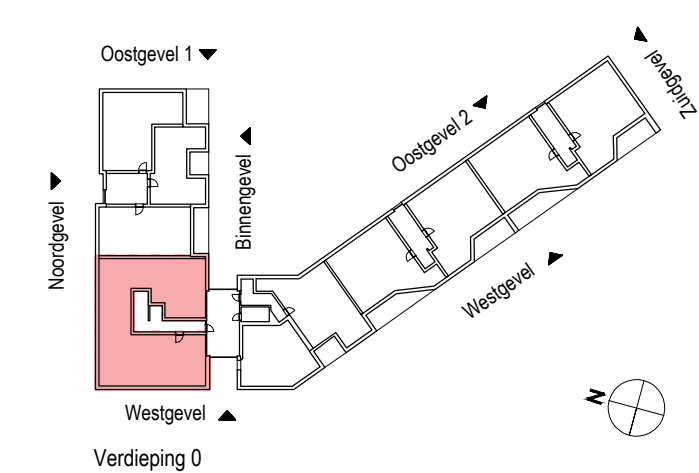 Oostgevel 1
Zuidgevel
Oostgevel 2
Binnengevel
Noordgevel
Westgevel
Westgevel
N
Verdieping 0